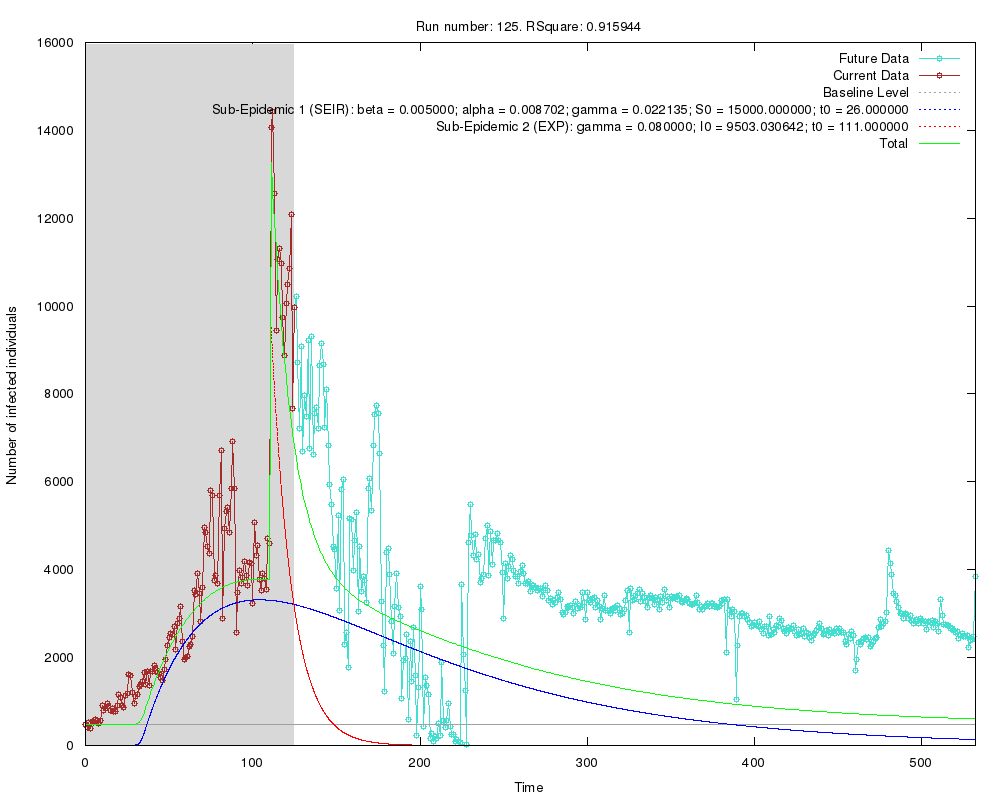 Run number: 125. RSquare: 0.915944
Future Data
Current Data
Baseline Level
Sub-Epidemic 1 (SEIR): beta = 0.005000; alpha = 0.008702; gamma = 0.022135; S0 = 15000.000000; t0 = 26.000000
Sub-Epidemic 2 (EXP): gamma = 0.080000; I0 = 9503.030642; t0 = 111.000000
Total
16000
14000
12000
10000
8000
6000
4000
2000
0
Number of infected individuals
0 100 200 300 400 500
Time